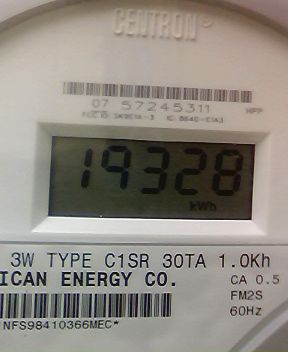 CENTRON®
07 57245311 HPP
19328
kWh
3W TYPE C1SR 30TA 1.0Kh
ICAN ENERGY CO.
CA 0.5
FM2S
60Hz
NFS98410366MEC*